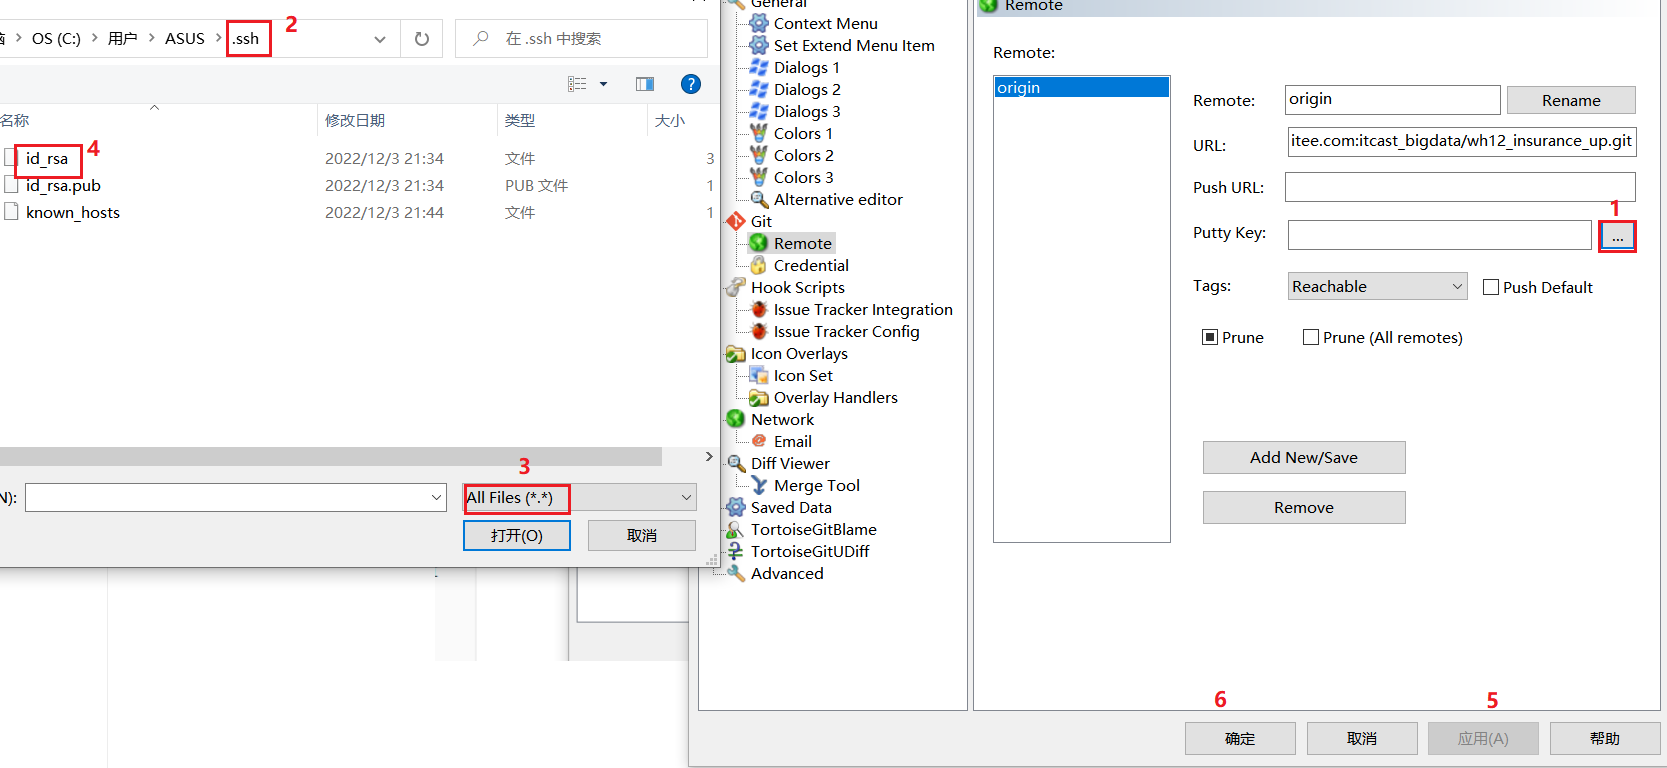 OS (C:) > 用户 > ASUS > .ssh
2
在 .ssh 中搜索
名称
修改日期
类型
大小
id_rsa
4
2022/12/3 21:34
文件
3
id_rsa.pub
2022/12/3 21:34
PUB 文件
1
known_hosts
2022/12/3 21:44
文件
1
3
N):
All Files (*.*)
打开(O)
取消
General
Context Menu
Set Extend Menu Item
Dialogs 1
Dialogs 2
Dialogs 3
Colors 1
Colors 2
Colors 3
Alternative editor
Git
Remote
Credential
Hook Scripts
Issue Tracker Integration
Issue Tracker Config
Icon Overlays
Icon Set
Overlay Handlers
Network
Email
Diff Viewer
Merge Tool
Saved Data
TortoiseGitBlame
TortoiseGitUDiff
Advanced
Remote
Remote:
origin
Remote:
origin
Rename
URL:
itee.com:itcast_bigdata/wh12_insurance_up.git
Push URL:
1
Putty Key:
...
Tags:
Reachable
Push Default
Prune
Prune (All remotes)
Add New/Save
Remove
6
5
确定
取消
应用(A)
帮助